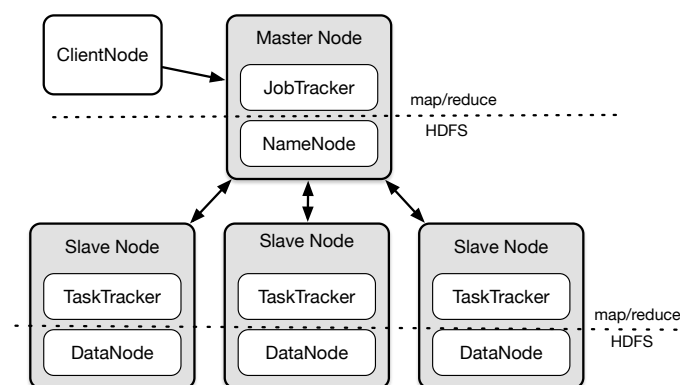 ClientNode
Master Node
JobTracker
map/reduce
HDFS
NameNode
Slave Node
Slave Node
Slave Node
TaskTracker
TaskTracker
TaskTracker
map/reduce
HDFS
DataNode
DataNode
DataNode